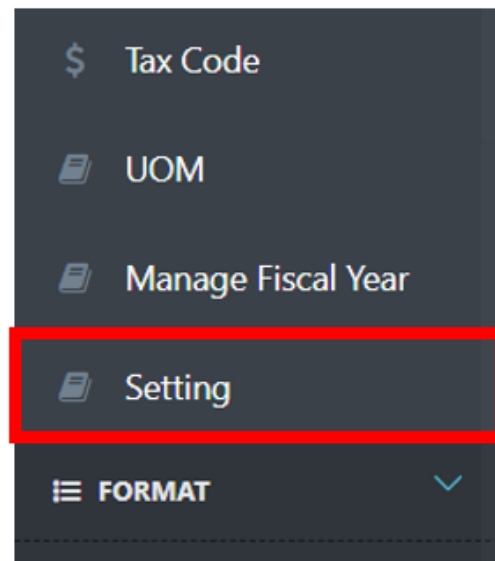 Tax Code
UOM
Manage Fiscal Year
Setting
FORMAT